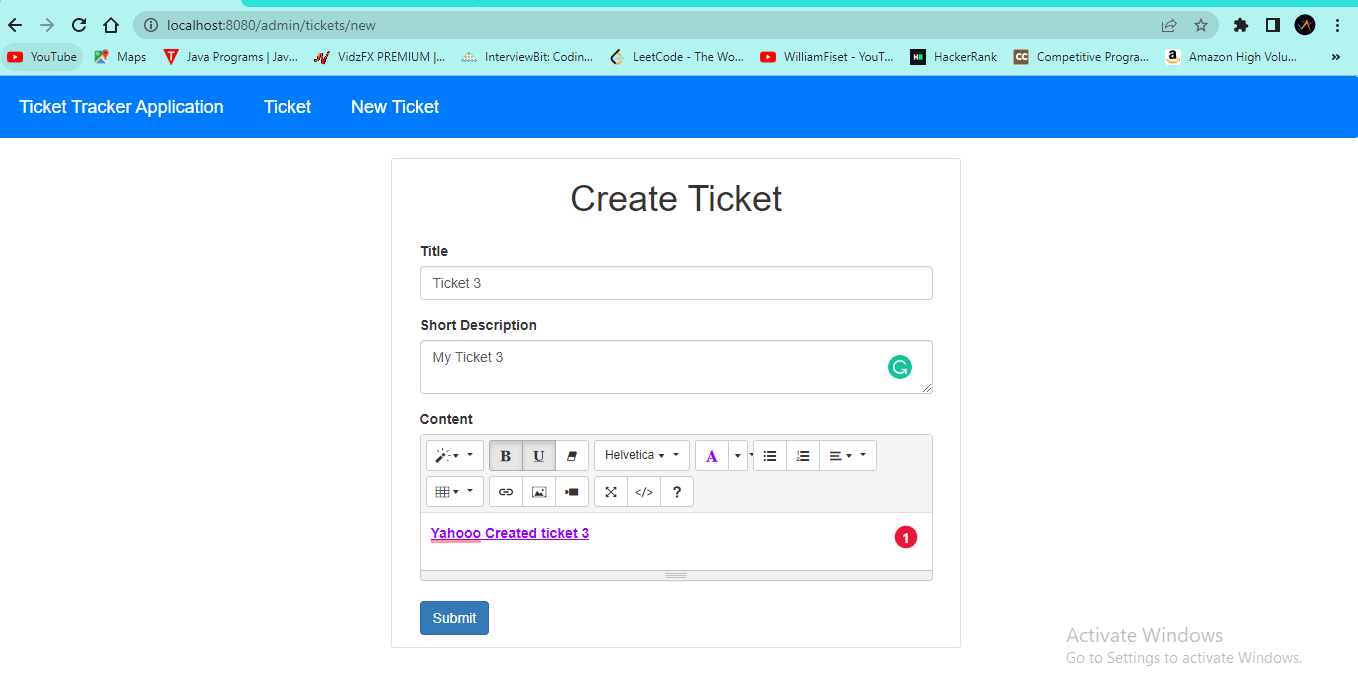 localhost:8080/admin/tickets/new
YouTube Maps Java Programs | Jav... VidzFX PREMIUM |... InterviewBit: Codin... LeetCode - The Wo... WilliamFiset - YouT... HackerRank CC Competitive Progra... a Amazon High Volu... »
Ticket Tracker Application Ticket New Ticket
Create Ticket
Title
Ticket 3
Short Description
My Ticket 3
Content
B U Helvetica A
</> ?
Yahooo Created ticket 3 1
Submit
Activate Windows
Go to Settings to activate Windows.